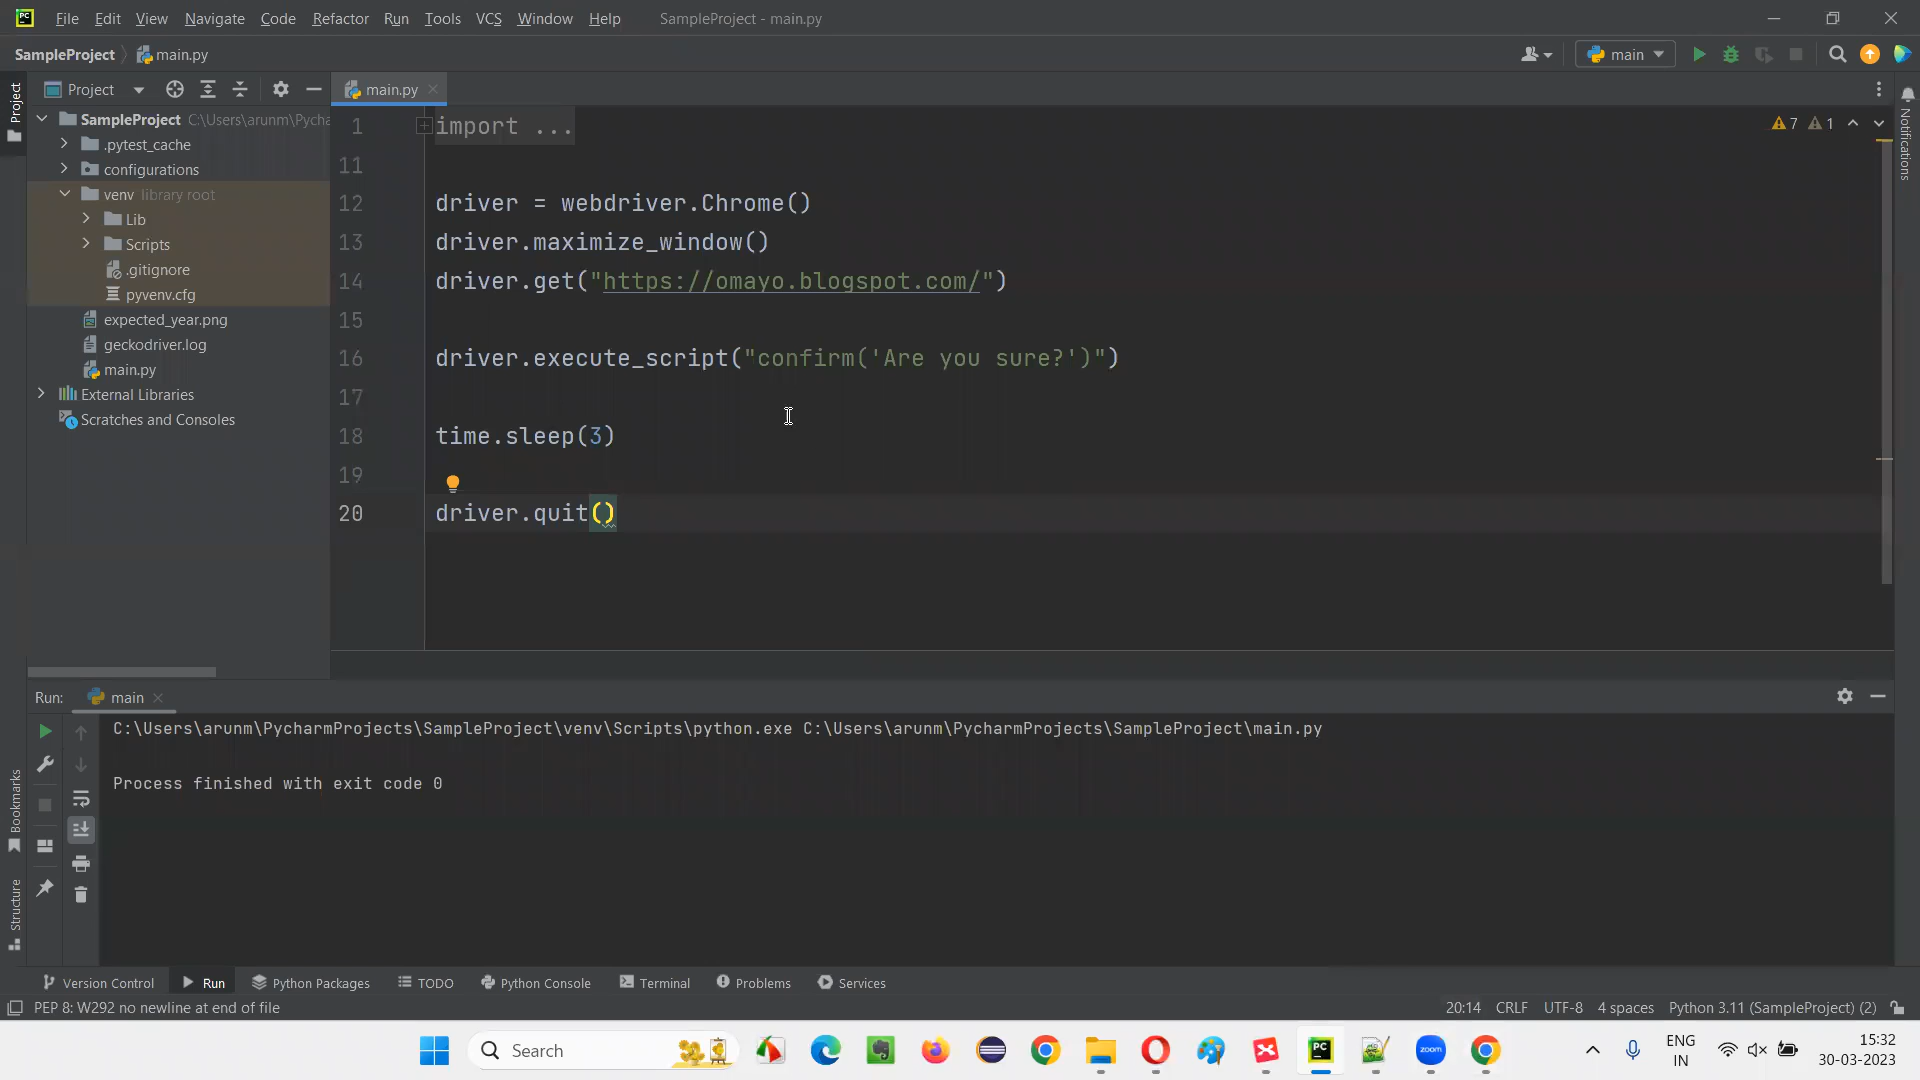 PC File Edit View Navigate Code Refactor Run Tools VCS Window Help SampleProject - main.py
SampleProject main.py main
Project main.py
Project
SampleProject C:\Users\arunm\Pycha
.pytest_cache
configurations
venv library root
Lib
Scripts
.gitignore
pyvenv.cfg
expected_year.png
geckodriver.log
main.py
External Libraries
Scratches and Consoles
7 1
Notifications
1 import ...
11
12 driver = webdriver.Chrome()
13 driver.maximize_window()
14 driver.get("https://omayo.blogspot.com/")
15
16 driver.execute_script("confirm('Are you sure?')")
17
18 time.sleep(3)
19
20 driver.quit()
Run: main
C:\Users\arunm\PycharmProjects\SampleProject\venv\Scripts\python.exe C:\Users\arunm\PycharmProjects\SampleProject\main.py
Process finished with exit code 0
Bookmarks
Structure
Version Control Run Python Packages TODO Python Console Terminal Problems Services
PEP 8: W292 no newline at end of file 20:14 CRLF UTF-8 4 spaces Python 3.11 (SampleProject) (2)
Search PC zoom ENG 15:32
IN 30-03-2023